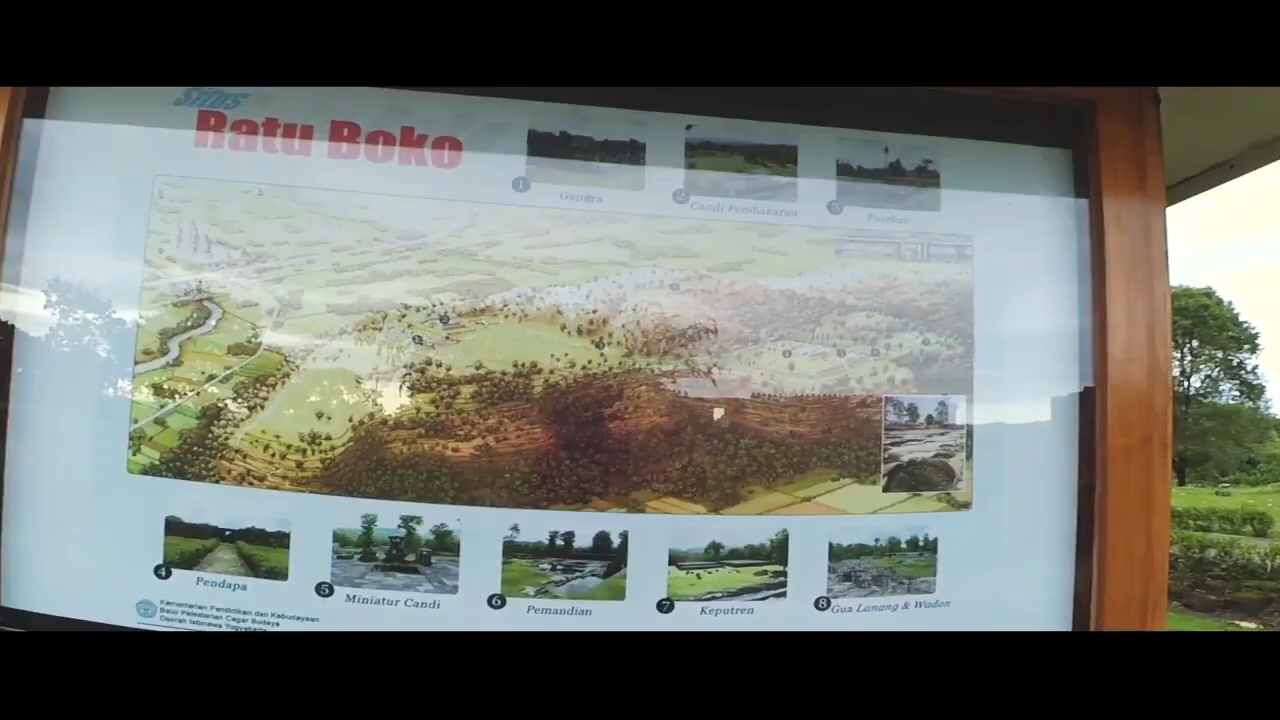 Situs
Ratu Boko
1
Gapura
2
Candi Pembakaran
3
Paseban
4
Pendapa
5
Miniatur Candi
6
Pemandian
7
Keputren
8
Gua Lanang & Wadon
Kementerian Pendidikan dan Kebudayaan
Balai Pelestarian Cagar Budaya
Daerah Istimewa Yogyakarta